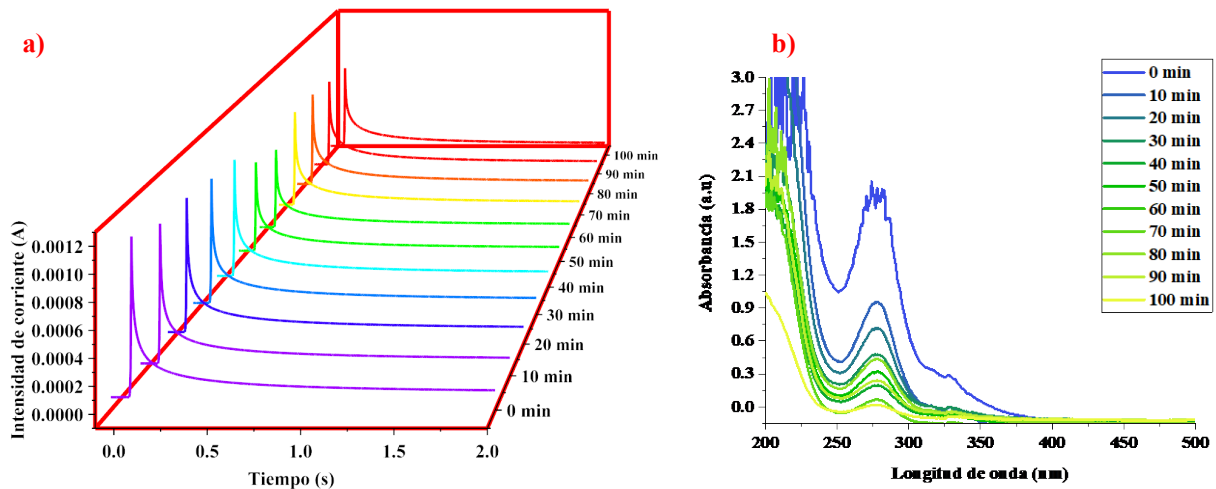 a)
Intensidad de corriente (A)
0.0012
0.0010
0.0008
0.0006
0.0004
0.0002
0.0000
0.0
0.5
1.0
1.5
2.0
Tiempo (s)
0 min
10 min
20 min
30 min
40 min
50 min
60 min
70 min
80 min
90 min
100 min
b)
Absorbancia (a.u)
3.0
2.7
2.4
2.1
1.8
1.5
1.2
0.9
0.6
0.3
0.0
200
250
300
350
400
450
500
Longitud de onda (nm)
0 min
10 min
20 min
30 min
40 min
50 min
60 min
70 min
80 min
90 min
100 min